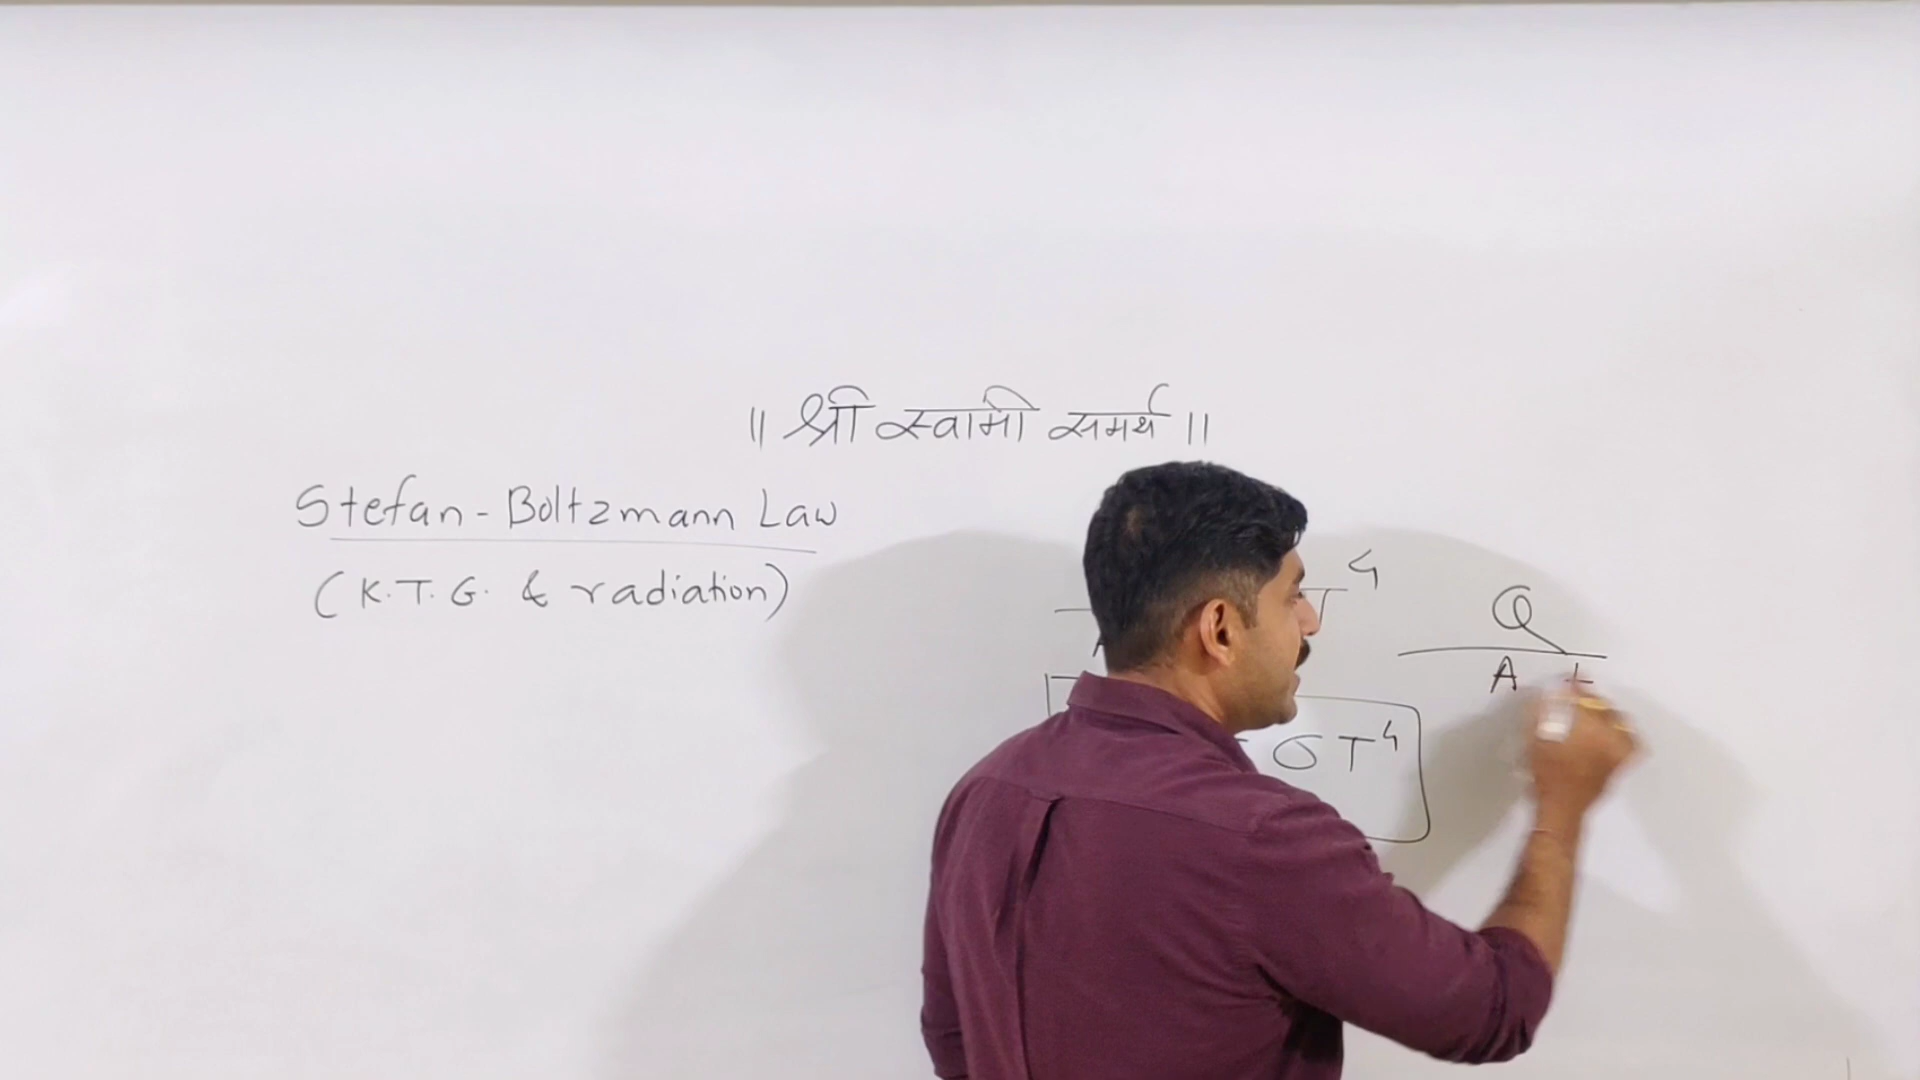 ॥ श्री स्वामी समर्थ ॥
Stefan-Boltzmann Law
(K.T.G. & radiation)
T⁴
Q
A t
σT⁴